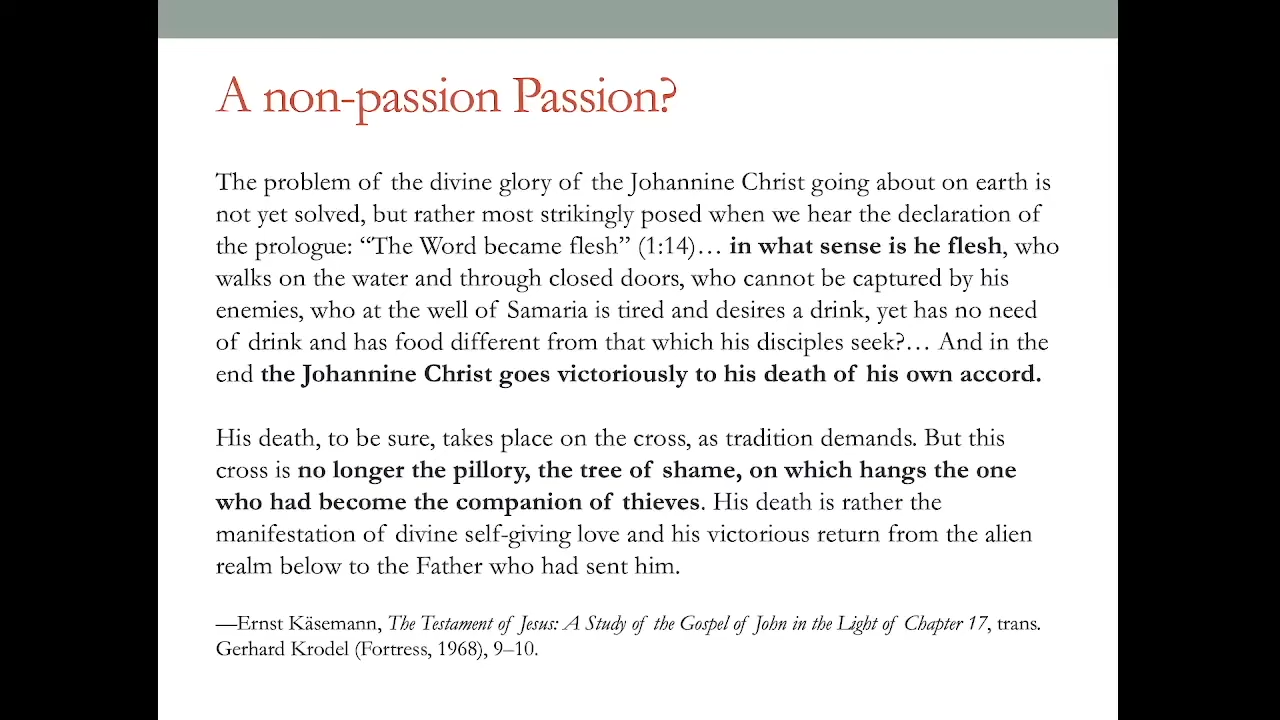 A non-passion Passion?
The problem of the divine glory of the Johannine Christ going about on earth is
not yet solved, but rather most strikingly posed when we hear the declaration of
the prologue: “The Word became flesh” (1:14)… in what sense is he flesh, who
walks on the water and through closed doors, who cannot be captured by his
enemies, who at the well of Samaria is tired and desires a drink, yet has no need
of drink and has food different from that which his disciples seek?… And in the
end the Johannine Christ goes victoriously to his death of his own accord.
His death, to be sure, takes place on the cross, as tradition demands. But this
cross is no longer the pillory, the tree of shame, on which hangs the one
who had become the companion of thieves. His death is rather the
manifestation of divine self-giving love and his victorious return from the alien
realm below to the Father who had sent him.
—Ernst Käsemann, The Testament of Jesus: A Study of the Gospel of John in the Light of Chapter 17, trans.
Gerhard Krodel (Fortress, 1968), 9–10.